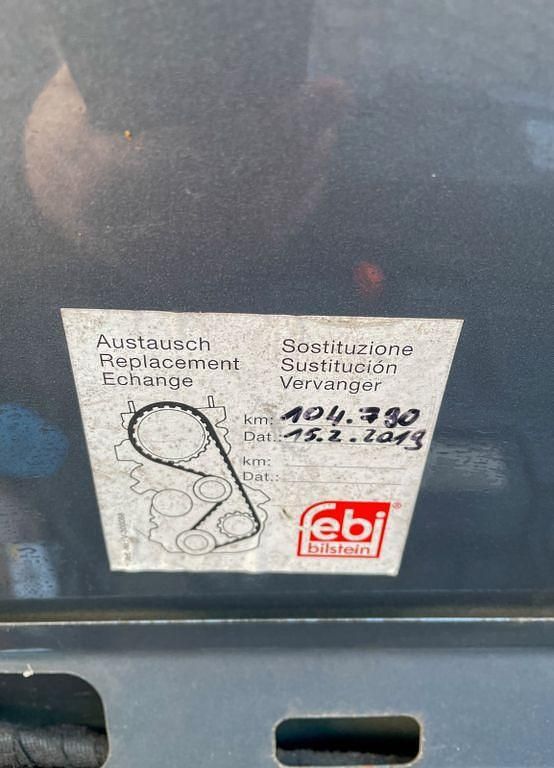 Austausch
Replacement
Echange
Sostituzione
Sustitución
Vervanger
km: 104.790
Dat.: 15.2.2019
km:
Dat.:
febi
bilstein